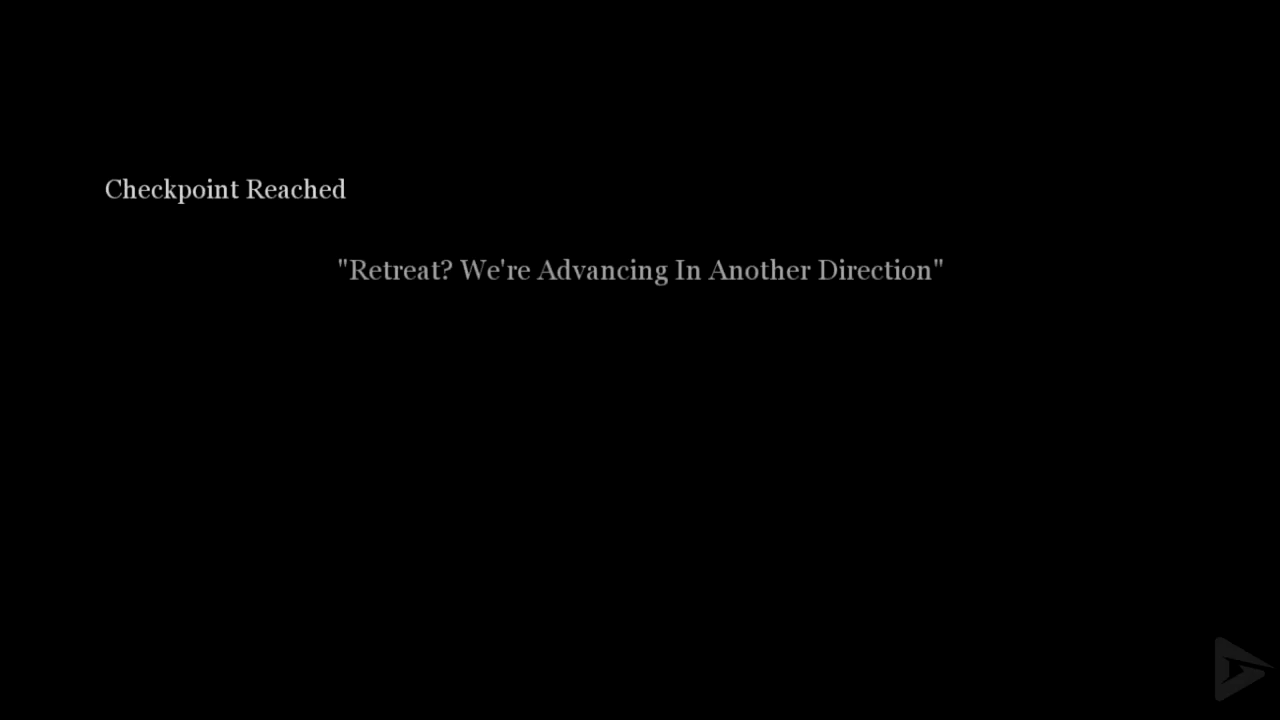 Checkpoint Reached
"Retreat? We're Advancing In Another Direction"